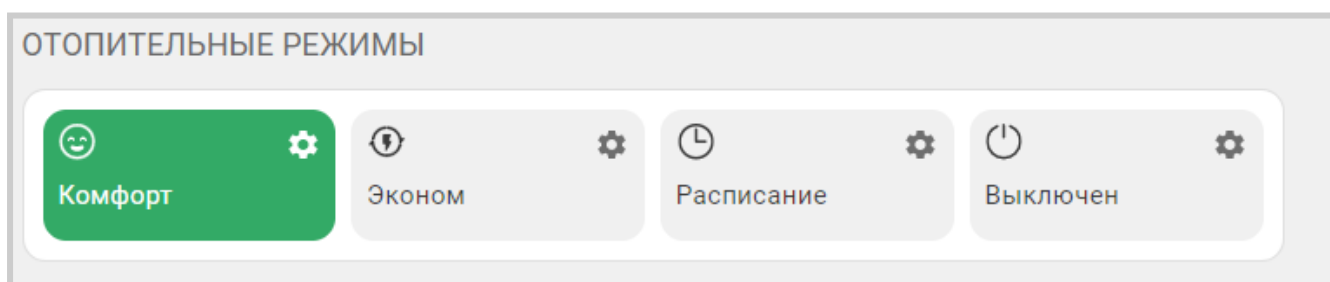 ОТОПИТЕЛЬНЫЕ РЕЖИМЫ
Комфорт
Эконом
Расписание
Выключен